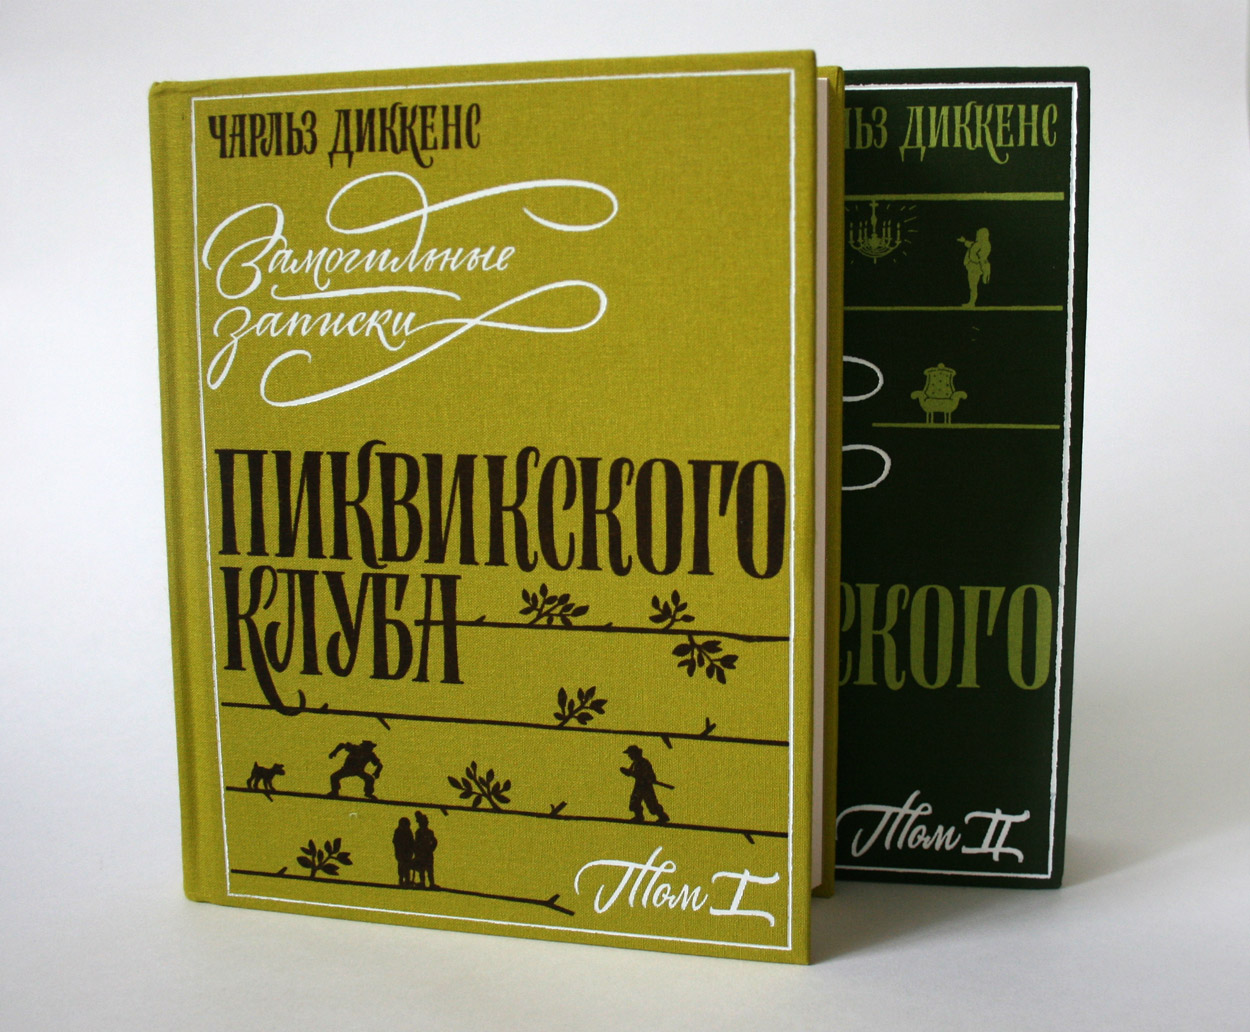 ЧАРЛЬЗ ДИККЕНС
Замогильные
записки
ПИКВИКСКОГО
КЛУБА
Том I
ЛЬЗ ДИККЕНС
СКОГО
Том II